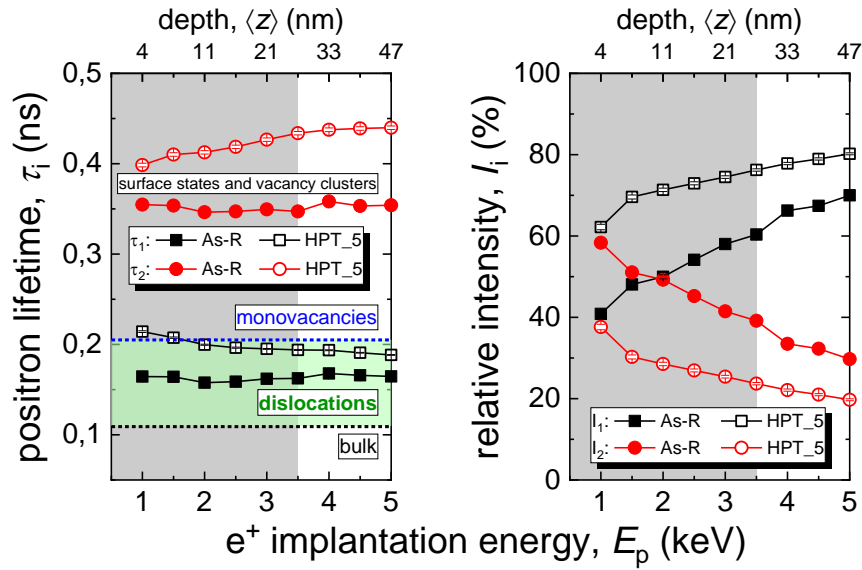 depth, ⟨z⟩ (nm)
4 11 21 33 47
0,5
0,4
0,3
0,2
0,1
positron lifetime, τi (ns)
surface states and vacancy clusters
τ1: As-R HPT_5
τ2: As-R HPT_5
monovacancies
dislocations
bulk
1 2 3 4 5
depth, ⟨z⟩ (nm)
4 11 21 33 47
100
80
60
40
20
0
relative intensity, Ii (%)
I1: As-R HPT_5
I2: As-R HPT_5
0 1 2 3 4 5
e+ implantation energy, Ep (keV)